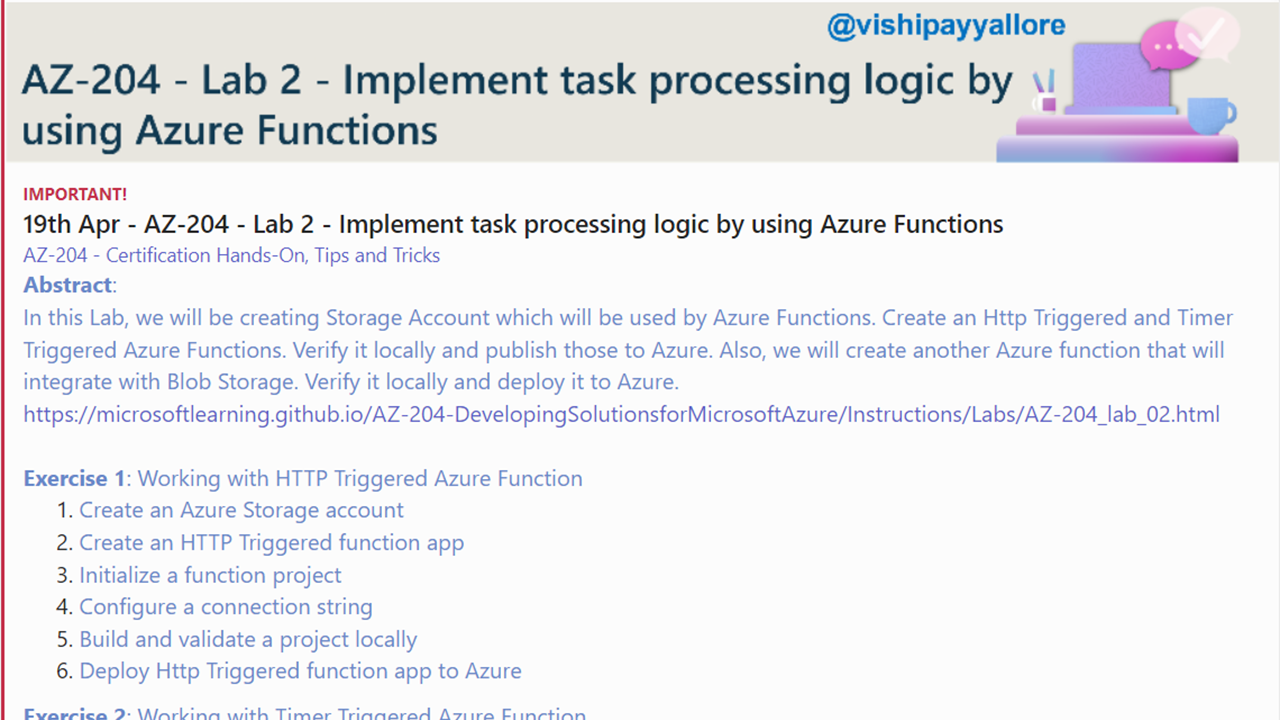 @vishipayyallore
AZ-204 - Lab 2 - Implement task processing logic by
using Azure Functions
IMPORTANT!
19th Apr - AZ-204 - Lab 2 - Implement task processing logic by using Azure Functions
AZ-204 - Certification Hands-On, Tips and Tricks
Abstract:
In this Lab, we will be creating Storage Account which will be used by Azure Functions. Create an Http Triggered and Timer
Triggered Azure Functions. Verify it locally and publish those to Azure. Also, we will create another Azure function that will
integrate with Blob Storage. Verify it locally and deploy it to Azure.
https://microsoftlearning.github.io/AZ-204-DevelopingSolutionsforMicrosoftAzure/Instructions/Labs/AZ-204_lab_02.html
Exercise 1: Working with HTTP Triggered Azure Function
1. Create an Azure Storage account
2. Create an HTTP Triggered function app
3. Initialize a function project
4. Configure a connection string
5. Build and validate a project locally
6. Deploy Http Triggered function app to Azure
Exercise 2: Working with Timer Triggered Azure Function